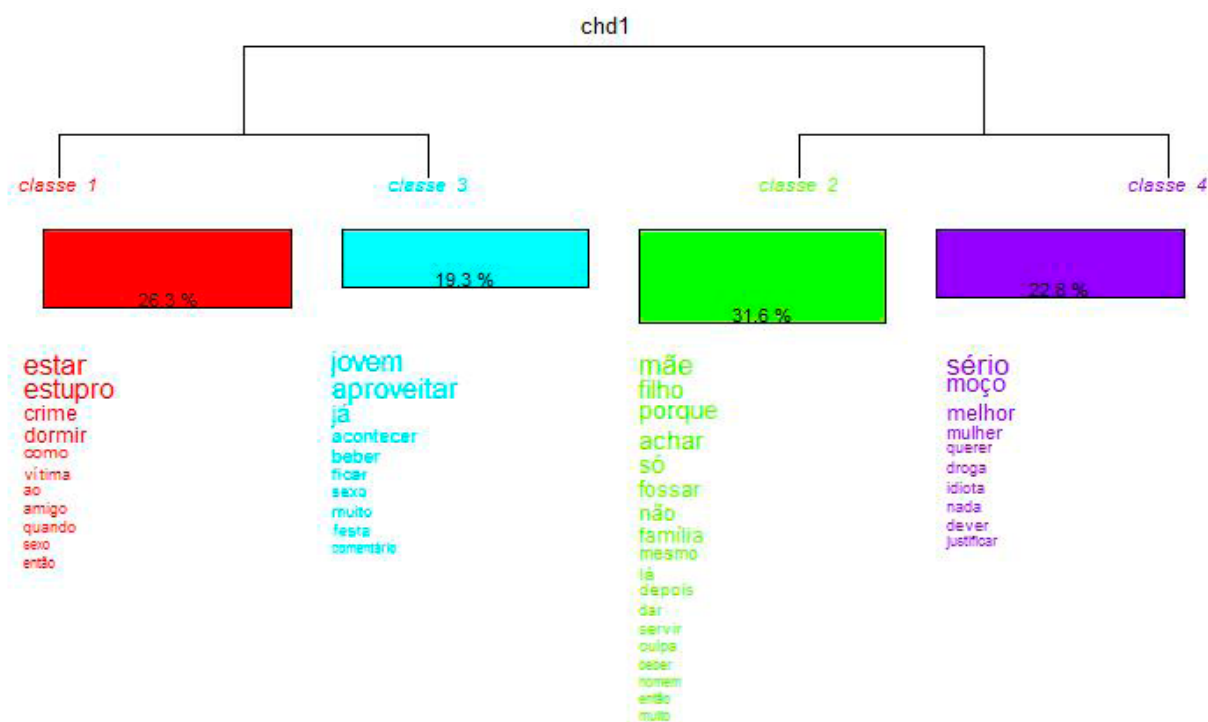 chd1
classe 1
classe 3
classe 2
classe 4
26.3 %
19.3 %
31.6 %
22.8 %
estar
estupro
crime
dormir
como
vítima
ao
amigo
quando
sexo
então
jovem
aproveitar
já
acontecer
beber
ficar
sexo
muito
festa
comentário
mãe
filho
porque
achar
só
fossar
não
família
mesmo
lá
depois
dar
servir
culpa
beber
homem
então
muito
sério
moço
melhor
mulher
querer
droga
idiota
nada
dever
justificar